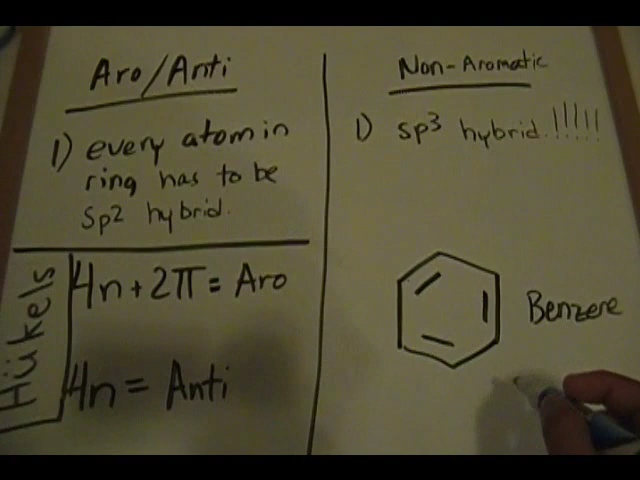 Aro/Anti
1) every atom in
ring has to be
sp2 hybrid.
Hükels
4n+2π = Aro
4n = Anti
Non-Aromatic
1) sp³ hybrid.!!!!!
Benzene